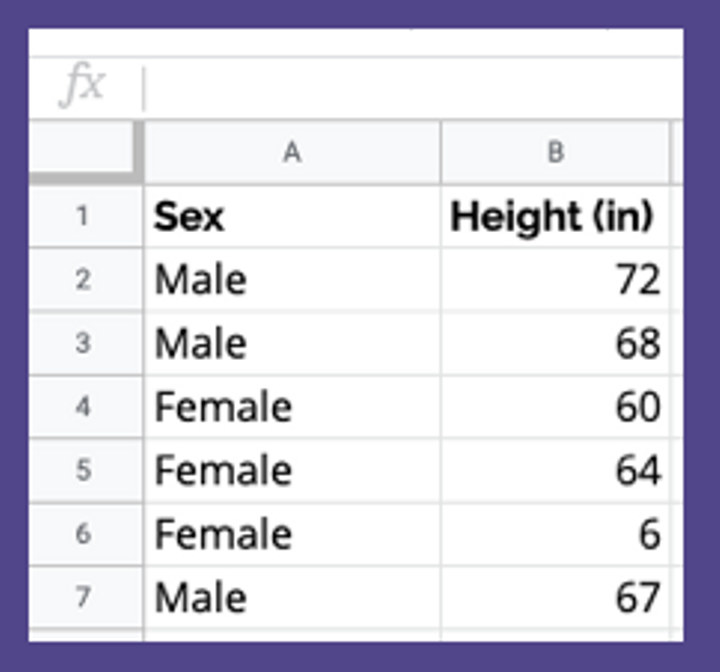 fx
A B
1 Sex Height (in)
2 Male 72
3 Male 68
4 Female 60
5 Female 64
6 Female 6
7 Male 67